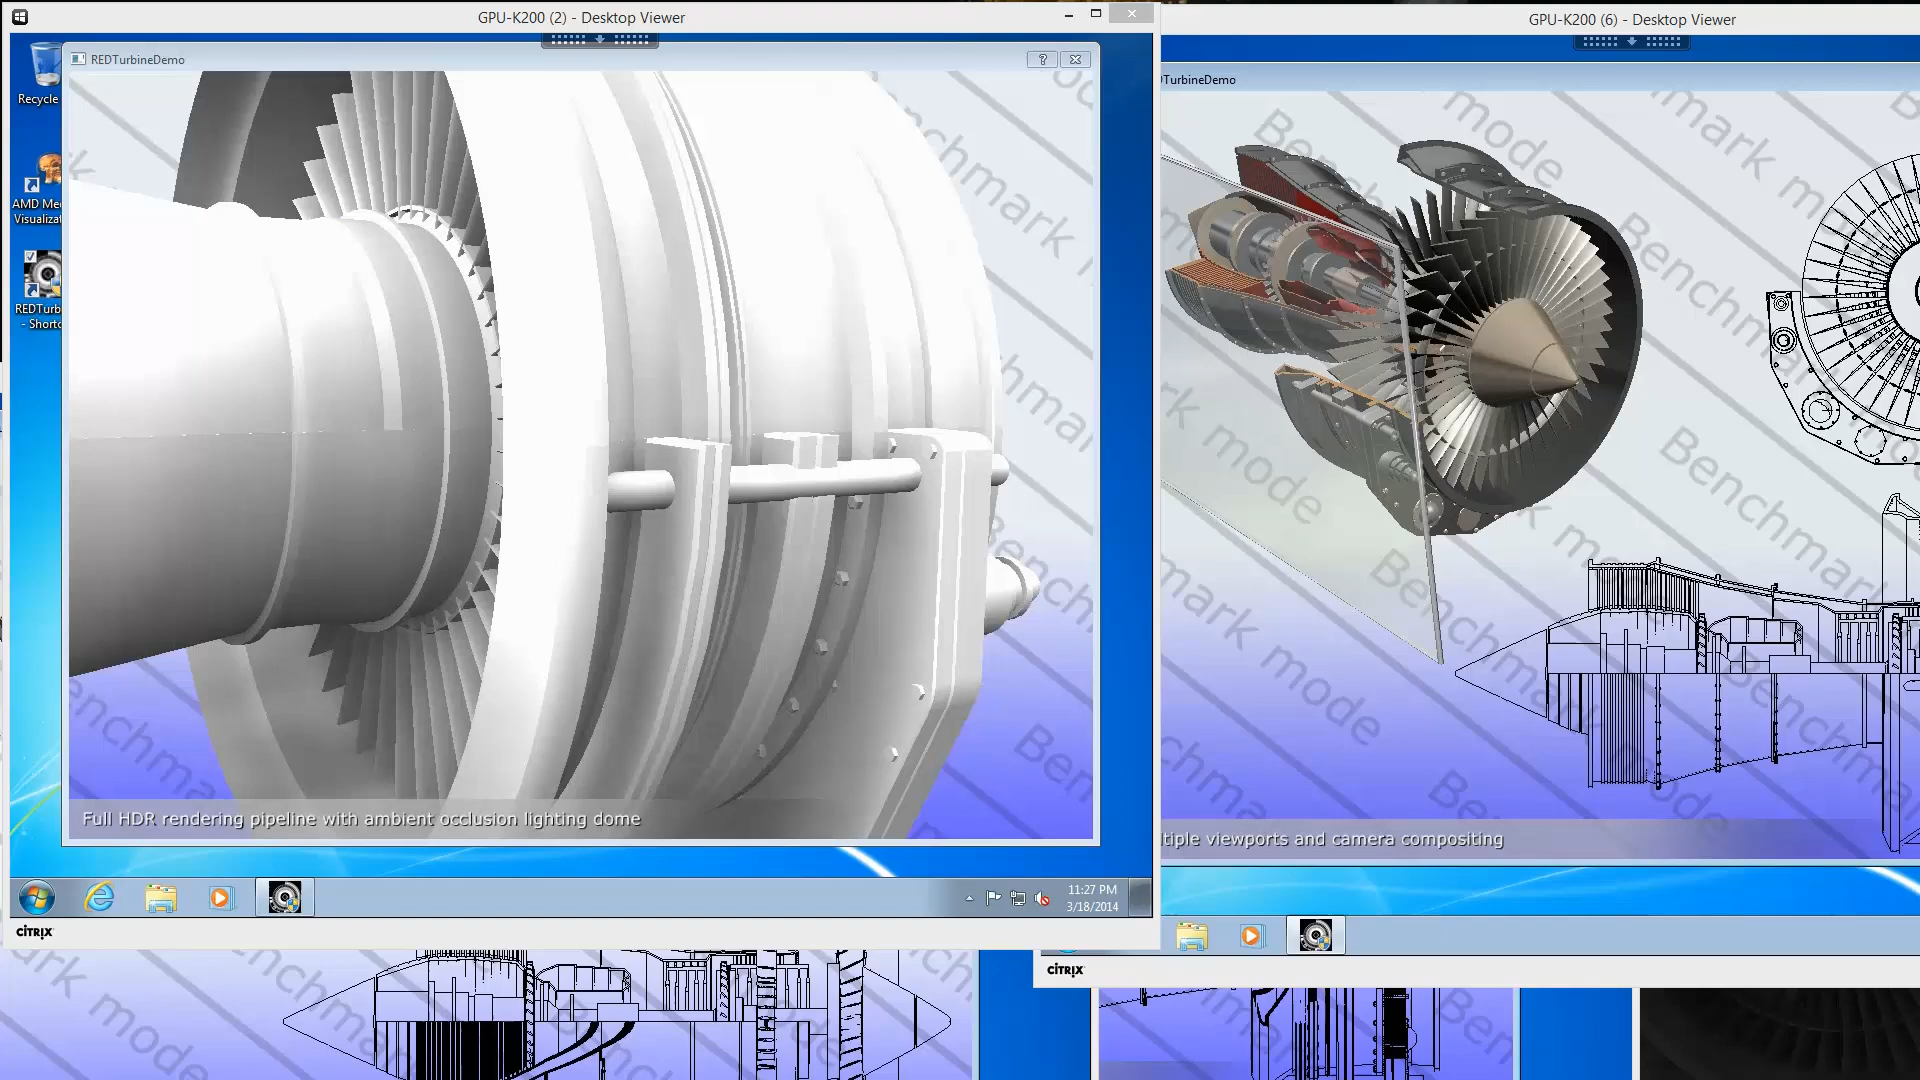 GPU-K200 (2) - Desktop Viewer
GPU-K200 (6) - Desktop Viewer
REDTurbineDemo
TurbineDemo
Recycle
AMD Me
Visualizat
REDTurb
- Shortc
Benchmark mode
Full HDR rendering pipeline with ambient occlusion lighting dome
tiple viewports and camera compositing
11:27 PM
3/18/2014
CITRIX
CITRIX